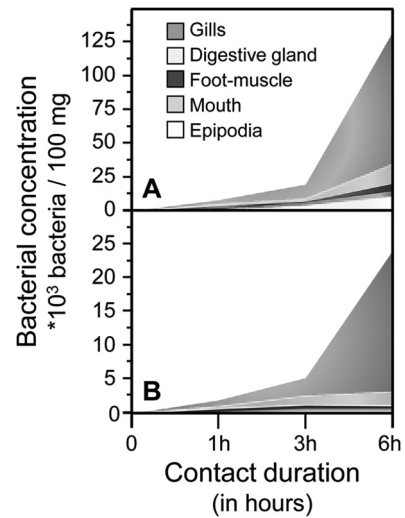 Gills
Digestive gland
Foot-muscle
Mouth
Epipodia
Bacterial concentration
*10³ bacteria / 100 mg
125
100
75
50
25
0
A
25
20
15
10
5
0
B
0 1h 3h 6h
Contact duration
(in hours)